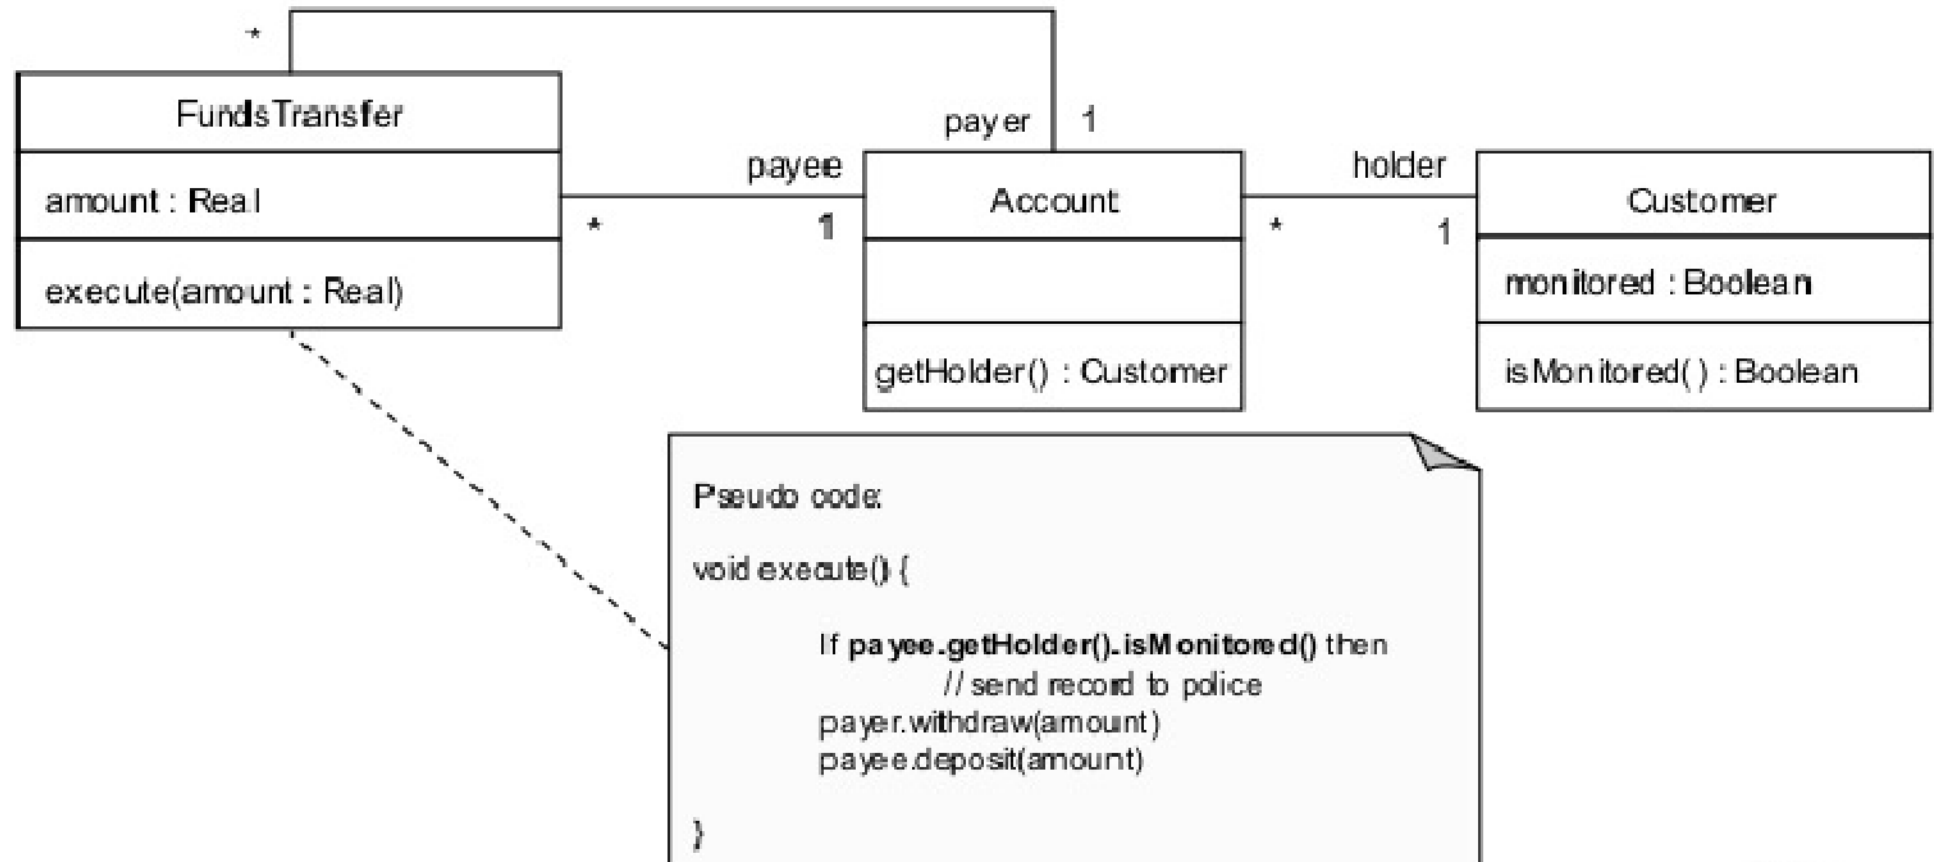 *
FundsTransfer
amount : Real
execute(amount : Real)
payer 1
payee
* 1
Account
getHolder() : Customer
holder
* 1
Customer
monitored : Boolean
isMonitored() : Boolean
Pseudo code:
void execute() {
If payee.getHolder().isMonitored() then
// send record to police
payer.withdraw(amount)
payee.deposit(amount)
}